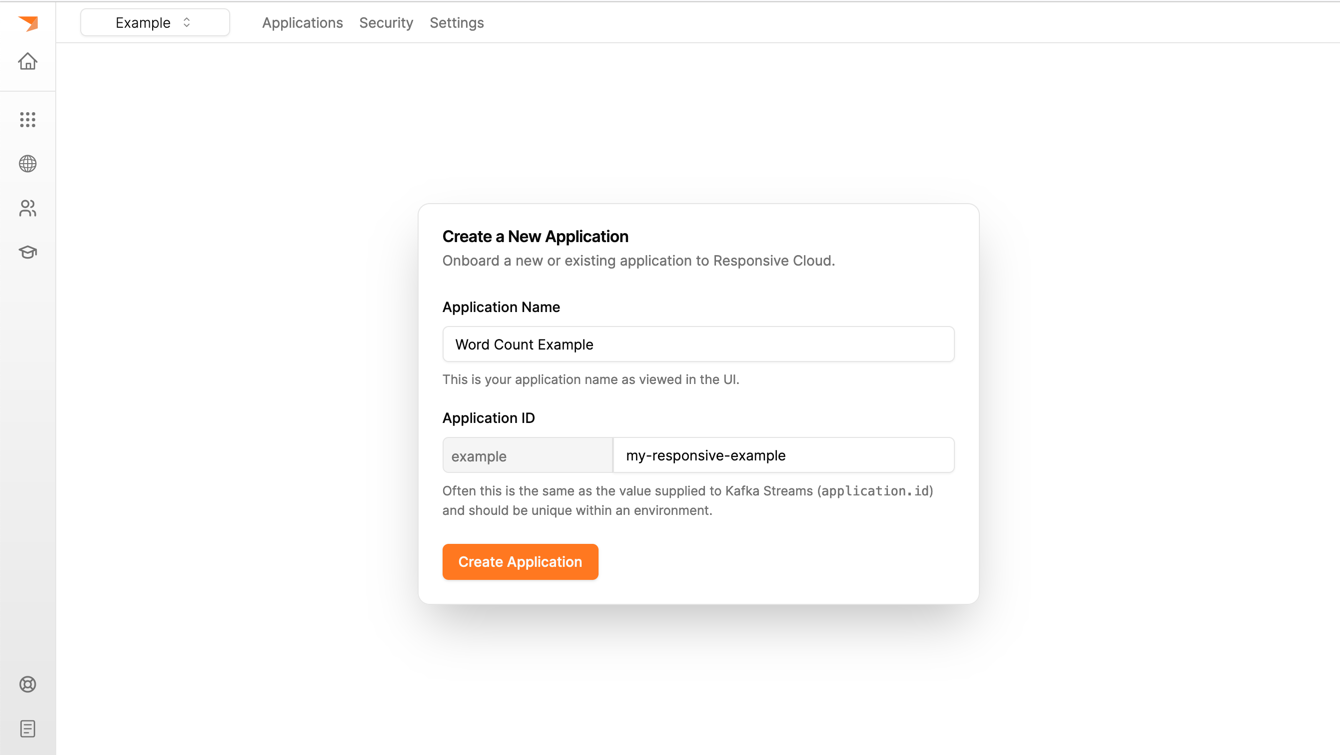 Example Applications Security Settings
Create a New Application
Onboard a new or existing application to Responsive Cloud.
Application Name
Word Count Example
This is your application name as viewed in the UI.
Application ID
example my-responsive-example
Often this is the same as the value supplied to Kafka Streams (application.id)
and should be unique within an environment.
Create Application